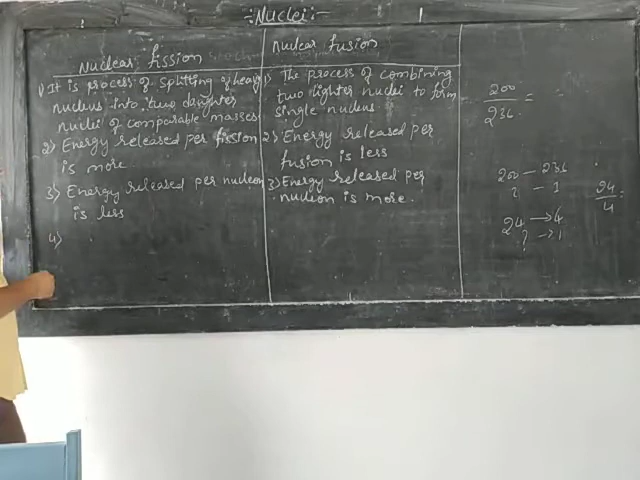 :- Nuclei :-
Nuclear fission
1) It is process of splitting of heavy
nucleus into two daughter
nuclei of comparable masses
2) Energy released per fission
is more
3) Energy released per nucleon
is less
4)
Nuclear fusion
1) The process of combining
two lighter nuclei to form
single nucleus
2) Energy released per
fusion is less
3) Energy released per
nucleon is more.
200
236
=
200 – 236
? – 1
24 → 4
? → 1
24
4
=